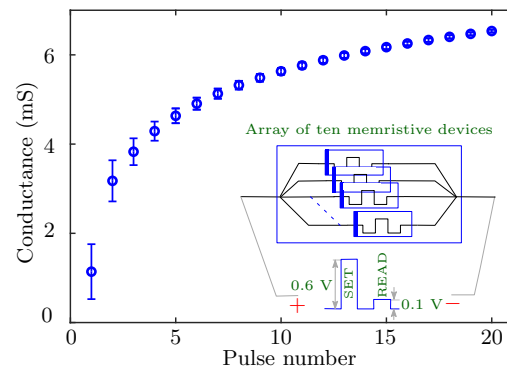 Conductance (mS)
6
4
2
0
Array of ten memristive devices
0.6 V
SET
READ
0.1 V
+
−
0
5
10
15
20
Pulse number